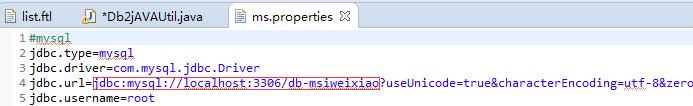 list.ftl *Db2jAVAUtil.java ms.properties
1 #mysql
2 jdbc.type=mysql
3 jdbc.driver=com.mysql.jdbc.Driver
4 jdbc.url=jdbc:mysql://localhost:3306/db-msiweixiao?useUnicode=true&characterEncoding=utf-8&zero
5 jdbc.username=root